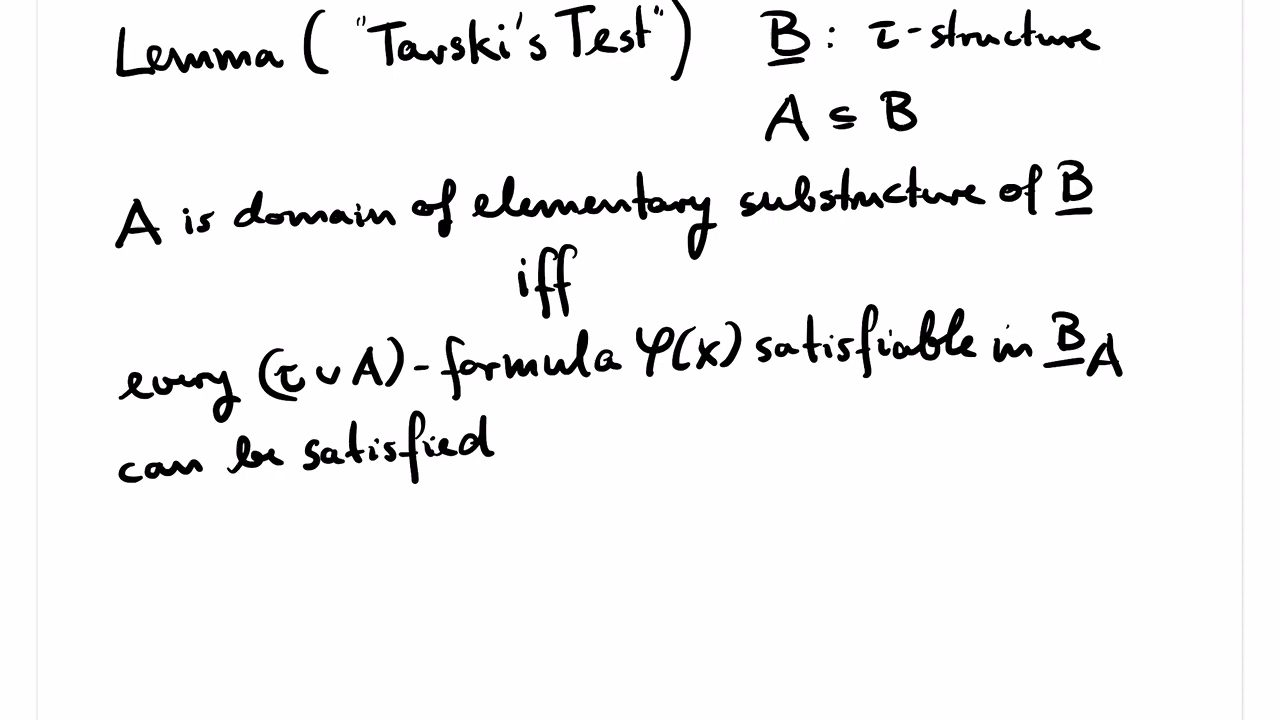 Lemma ("Tarski's Test") B: τ-structure
A ⊆ B
A is domain of elementary substructure of B
iff
every (τ ∪ A)-formula φ(x) satisfiable in B_A
can be satisfied